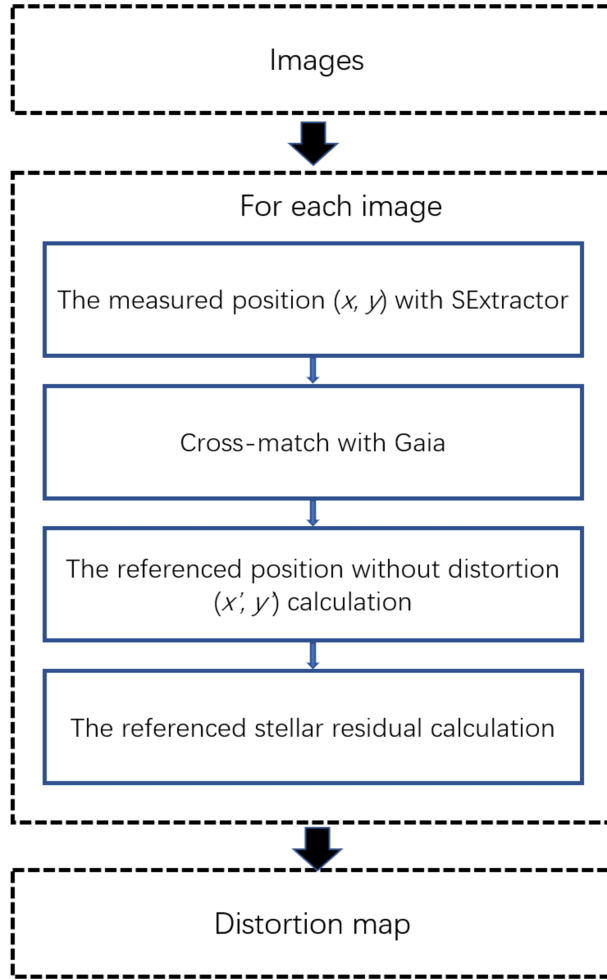 Images
For each image
The measured position (x, y) with SExtractor
Cross-match with Gaia
The referenced position without distortion
(x’, y’) calculation
The referenced stellar residual calculation
Distortion map